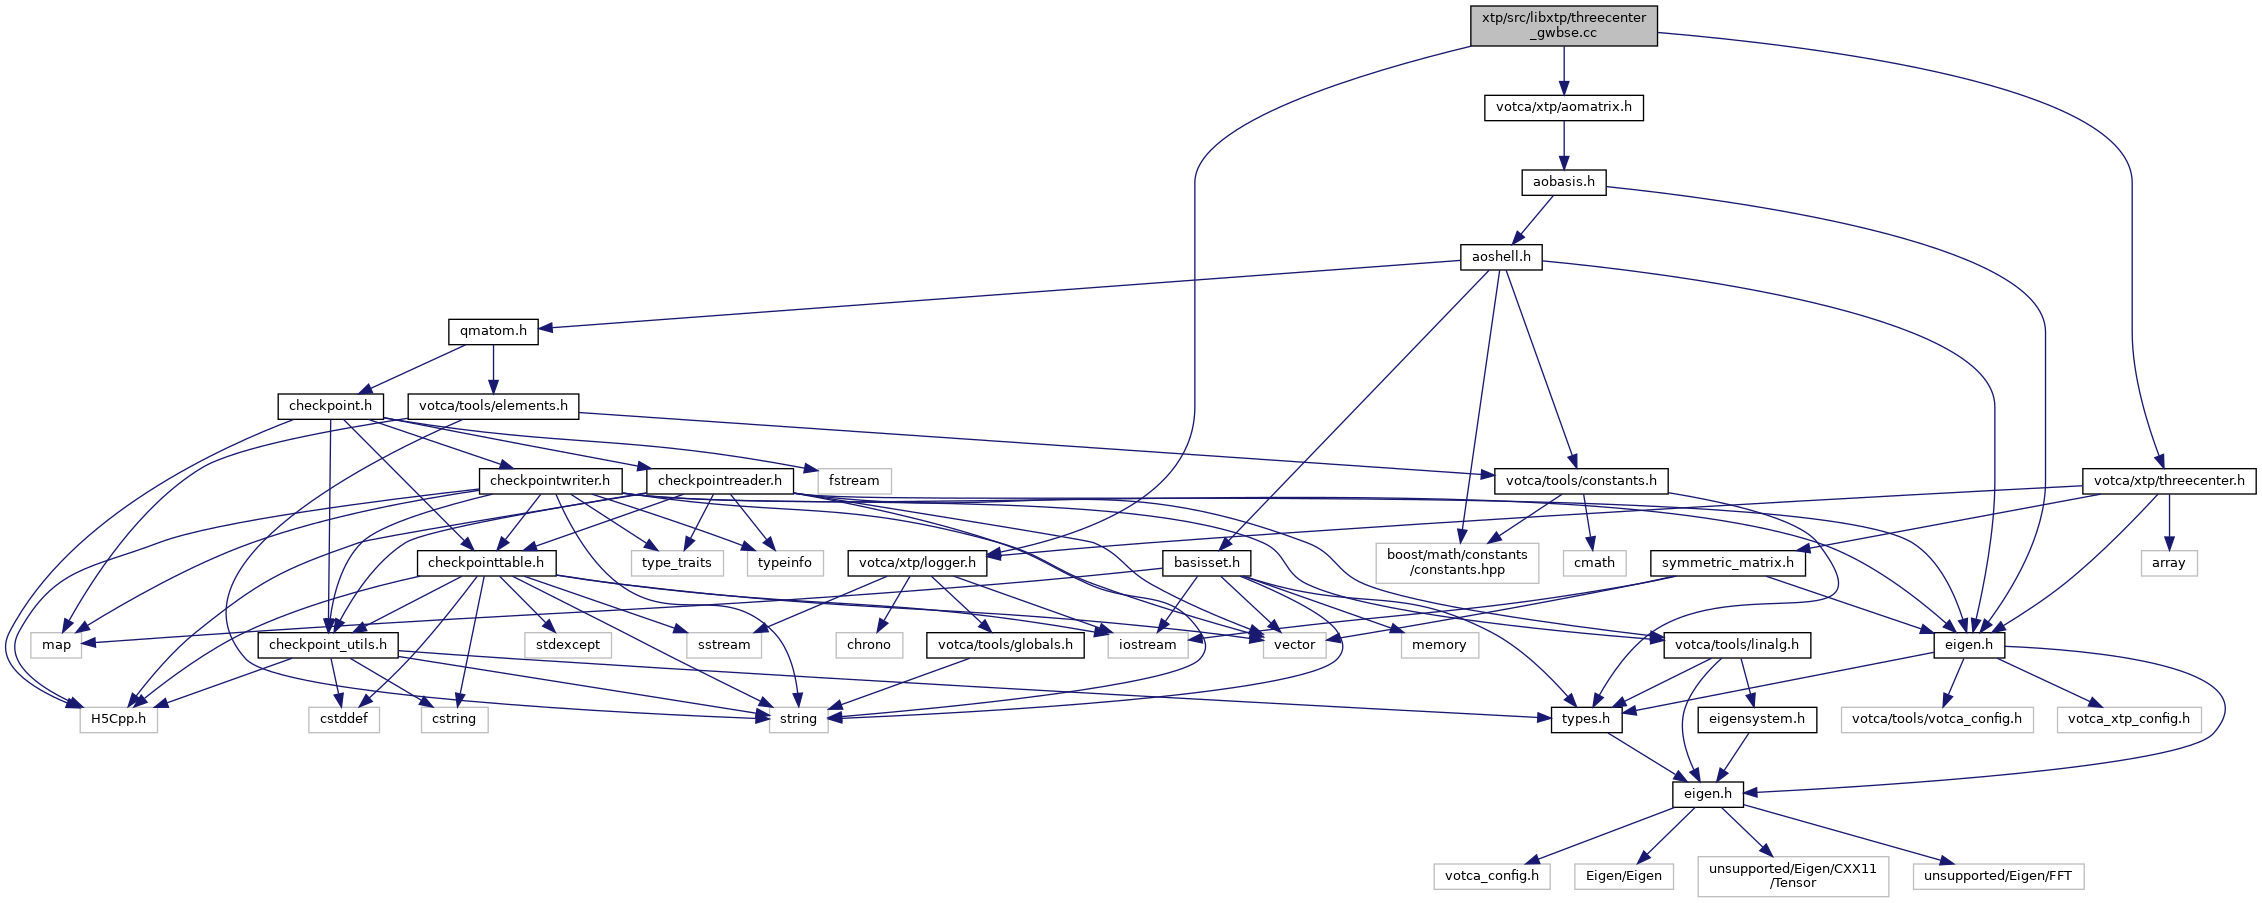 xtp/src/libxtp/threecenter
_gwbse.cc
votca/xtp/aomatrix.h
aobasis.h
aoshell.h
qmatom.h
checkpoint.h
votca/tools/elements.h
checkpointwriter.h
checkpointreader.h
fstream
votca/tools/constants.h
votca/xtp/threecenter.h
checkpointtable.h
type_traits
typeinfo
votca/xtp/logger.h
basisset.h
boost/math/constants
/constants.hpp
cmath
symmetric_matrix.h
array
map
checkpoint_utils.h
stdexcept
sstream
chrono
votca/tools/globals.h
iostream
vector
memory
votca/tools/linalg.h
eigen.h
H5Cpp.h
cstddef
cstring
string
types.h
eigensystem.h
votca/tools/votca_config.h
votca_xtp_config.h
eigen.h
votca_config.h
Eigen/Eigen
unsupported/Eigen/CXX11
/Tensor
unsupported/Eigen/FFT